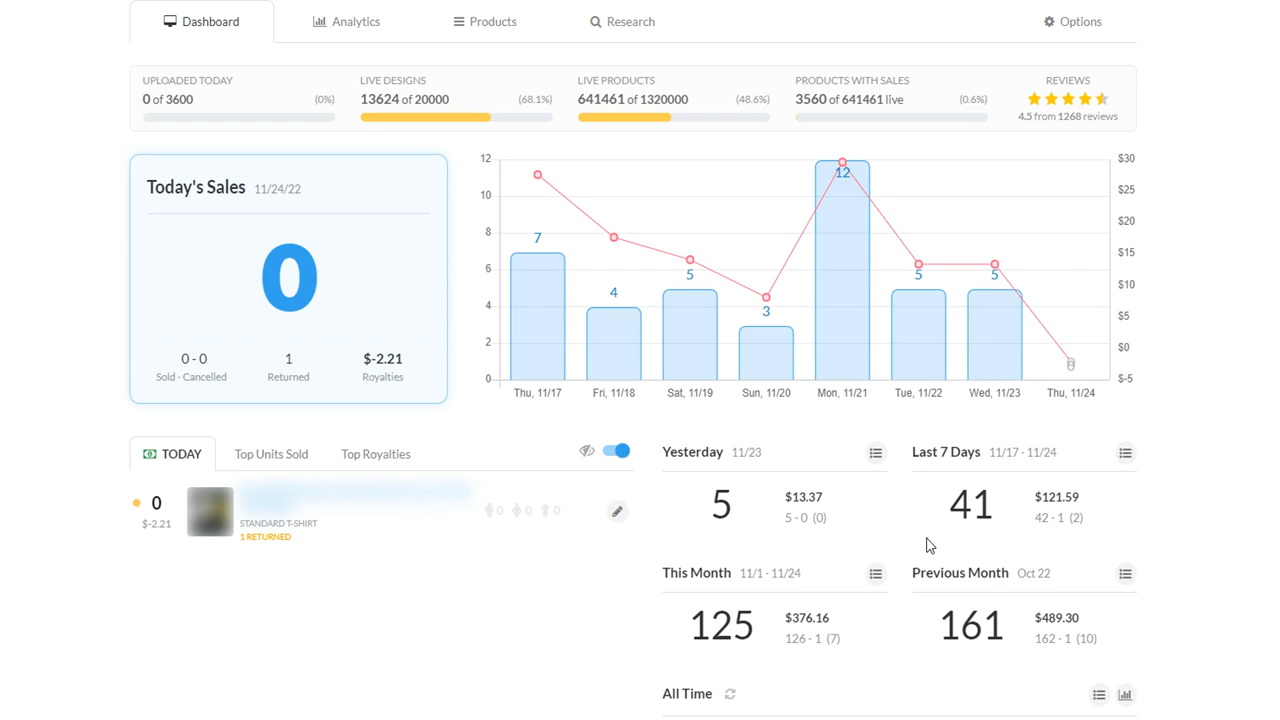 Dashboard
Analytics
Products
Research
Options
UPLOADED TODAY
0 of 3600 (0%)
LIVE DESIGNS
13624 of 20000 (68.1%)
LIVE PRODUCTS
641461 of 1320000 (48.6%)
PRODUCTS WITH SALES
3560 of 641461 live (0.6%)
REVIEWS
4.5 from 1268 reviews
Today's Sales 11/24/22
0
0 - 0
Sold - Cancelled
1
Returned
$-2.21
Royalties
12
10
8
6
4
2
0
7
4
5
3
12
5
5
$30
$25
$20
$15
$10
$5
$0
$-5
Thu, 11/17
Fri, 11/18
Sat, 11/19
Sun, 11/20
Mon, 11/21
Tue, 11/22
Wed, 11/23
Thu, 11/24
TODAY
Top Units Sold
Top Royalties
0
$-2.21
STANDARD T-SHIRT
1 RETURNED
0 0 0
Yesterday 11/23
5
$13.37
5 - 0 (0)
Last 7 Days 11/17 - 11/24
41
$121.59
42 - 1 (2)
This Month 11/1 - 11/24
125
$376.16
126 - 1 (7)
Previous Month Oct 22
161
$489.30
162 - 1 (10)
All Time